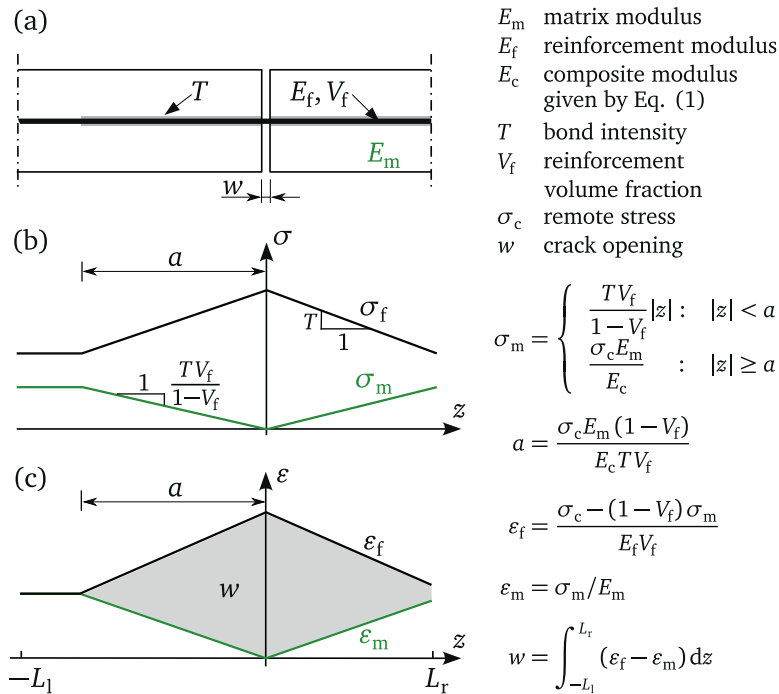 (a)
T
E_f, V_f
E_m
w
(b)
a
σ
σ_f
T
1
1
TV_f
1−V_f
σ_m
z
(c)
a
ε
ε_f
w
ε_m
z
−L_l
L_r
E_m matrix modulus
E_f reinforcement modulus
E_c composite modulus
given by Eq. (1)
T bond intensity
V_f reinforcement
volume fraction
σ_c remote stress
w crack opening
σ_m = { TV_f / 1−V_f |z| : |z| < a
σ_c E_m / E_c : |z| ≥ a
a = σ_c E_m (1−V_f) / E_c TV_f
ε_f = σ_c − (1−V_f) σ_m / E_f V_f
ε_m = σ_m/E_m
w = ∫_{−L_l}^{L_r} (ε_f − ε_m) dz